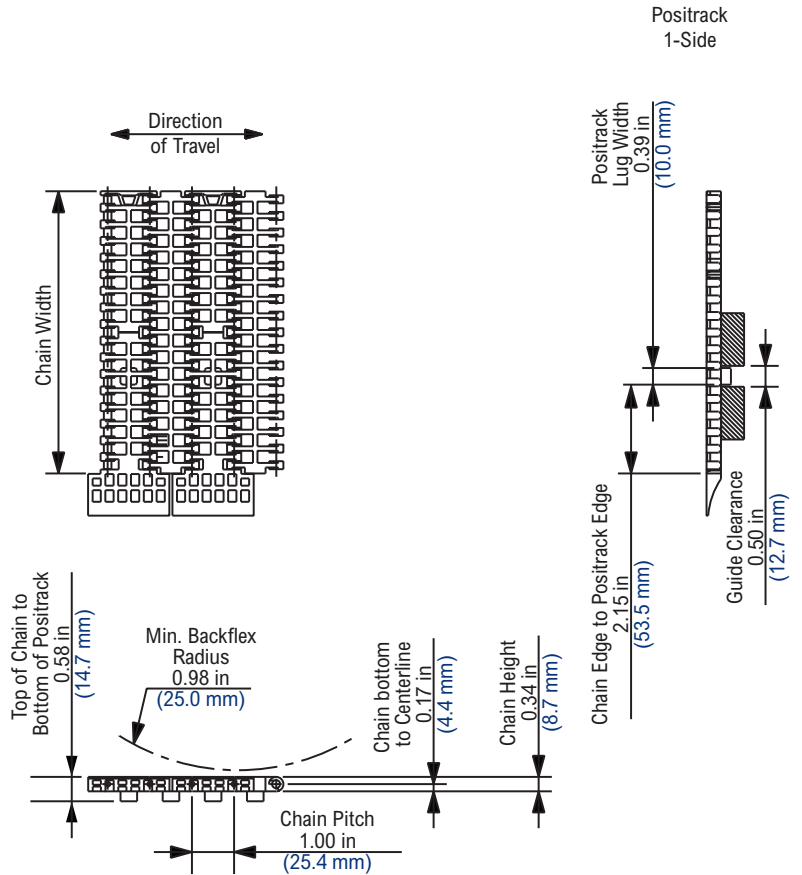 Positrack
1-Side
Direction
of Travel
Positrack
Lug Width
0.39 in
(10.0 mm)
Chain Width
Chain Edge to Positrack Edge
2.15 in
(53.5 mm)
Guide Clearance
0.50 in
(12.7 mm)
Top of Chain to
Bottom of Positrack
0.58 in
(14.7 mm)
Min. Backflex
Radius
0.98 in
(25.0 mm)
Chain bottom
to Centerline
0.17 in
(4.4 mm)
Chain Height
0.34 in
(8.7 mm)
Chain Pitch
1.00 in
(25.4 mm)